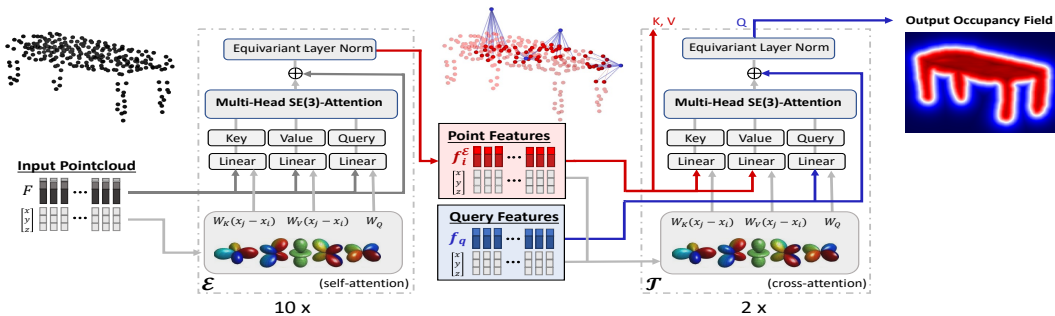 Input Pointcloud
F
[x y z]
Equivariant Layer Norm
Multi-Head SE(3)-Attention
Key Value Query
Linear Linear Linear
W_K(x_j − x_i) W_V(x_j − x_i) W_Q
ℰ
(self-attention)
10 x
Point Features
f_i^ℰ
[x y z]
Query Features
f_q
[x y z]
K, V
Q
Equivariant Layer Norm
Multi-Head SE(3)-Attention
Key Value Query
Linear Linear Linear
W_K(x_j − x_i) W_V(x_j − x_i) W_Q
𝒯
(cross-attention)
2 x
Output Occupancy Field